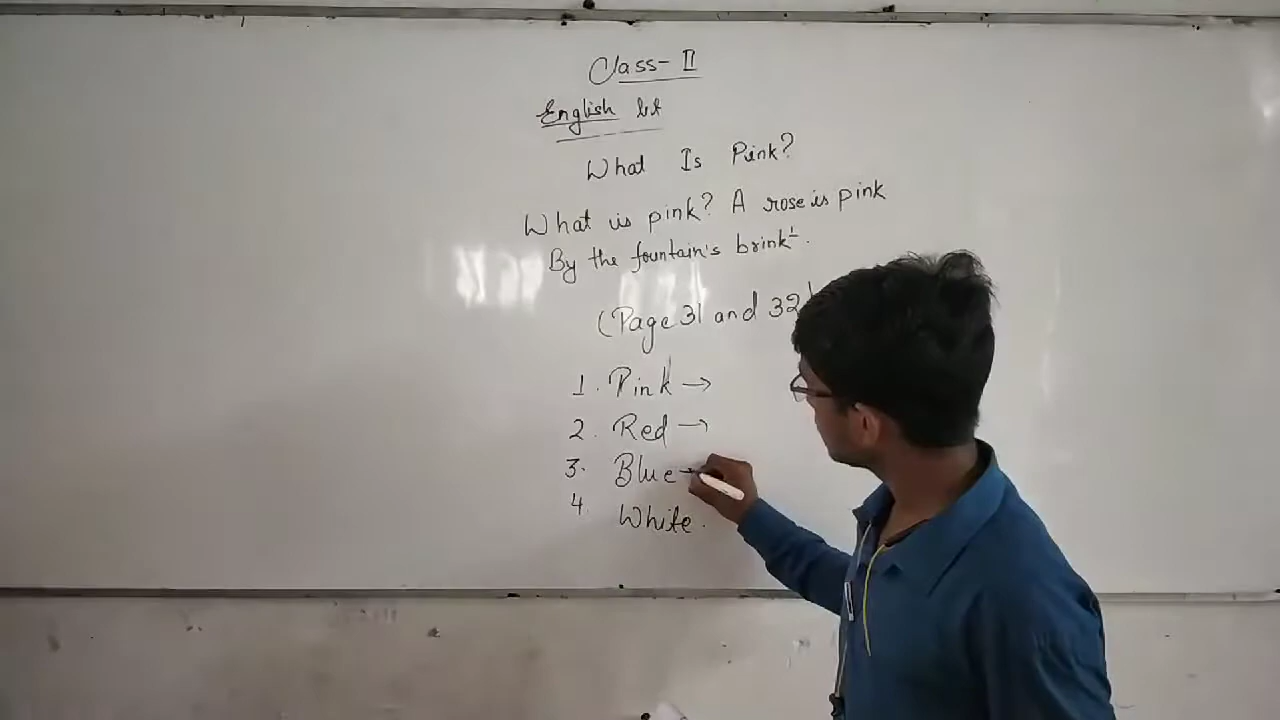 Class-II
English lit
What Is Pink?
What is pink? A rose is pink
By the fountain's brink.
(Page 31 and 32)
1. Pink →
2. Red →
3. Blue -
4. White.